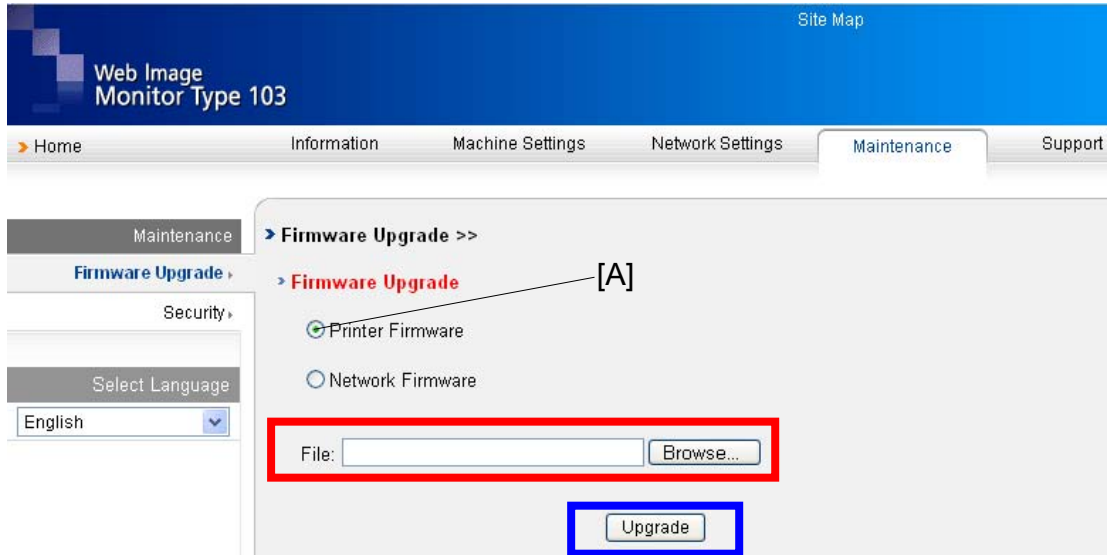 Site Map
Web Image
Monitor Type 103
Home Information Machine Settings Network Settings Maintenance Support
Maintenance
Firmware Upgrade >>
Firmware Upgrade
Firmware Upgrade
[A]
Security
Printer Firmware
Select Language
Network Firmware
English
File: Browse...
Upgrade